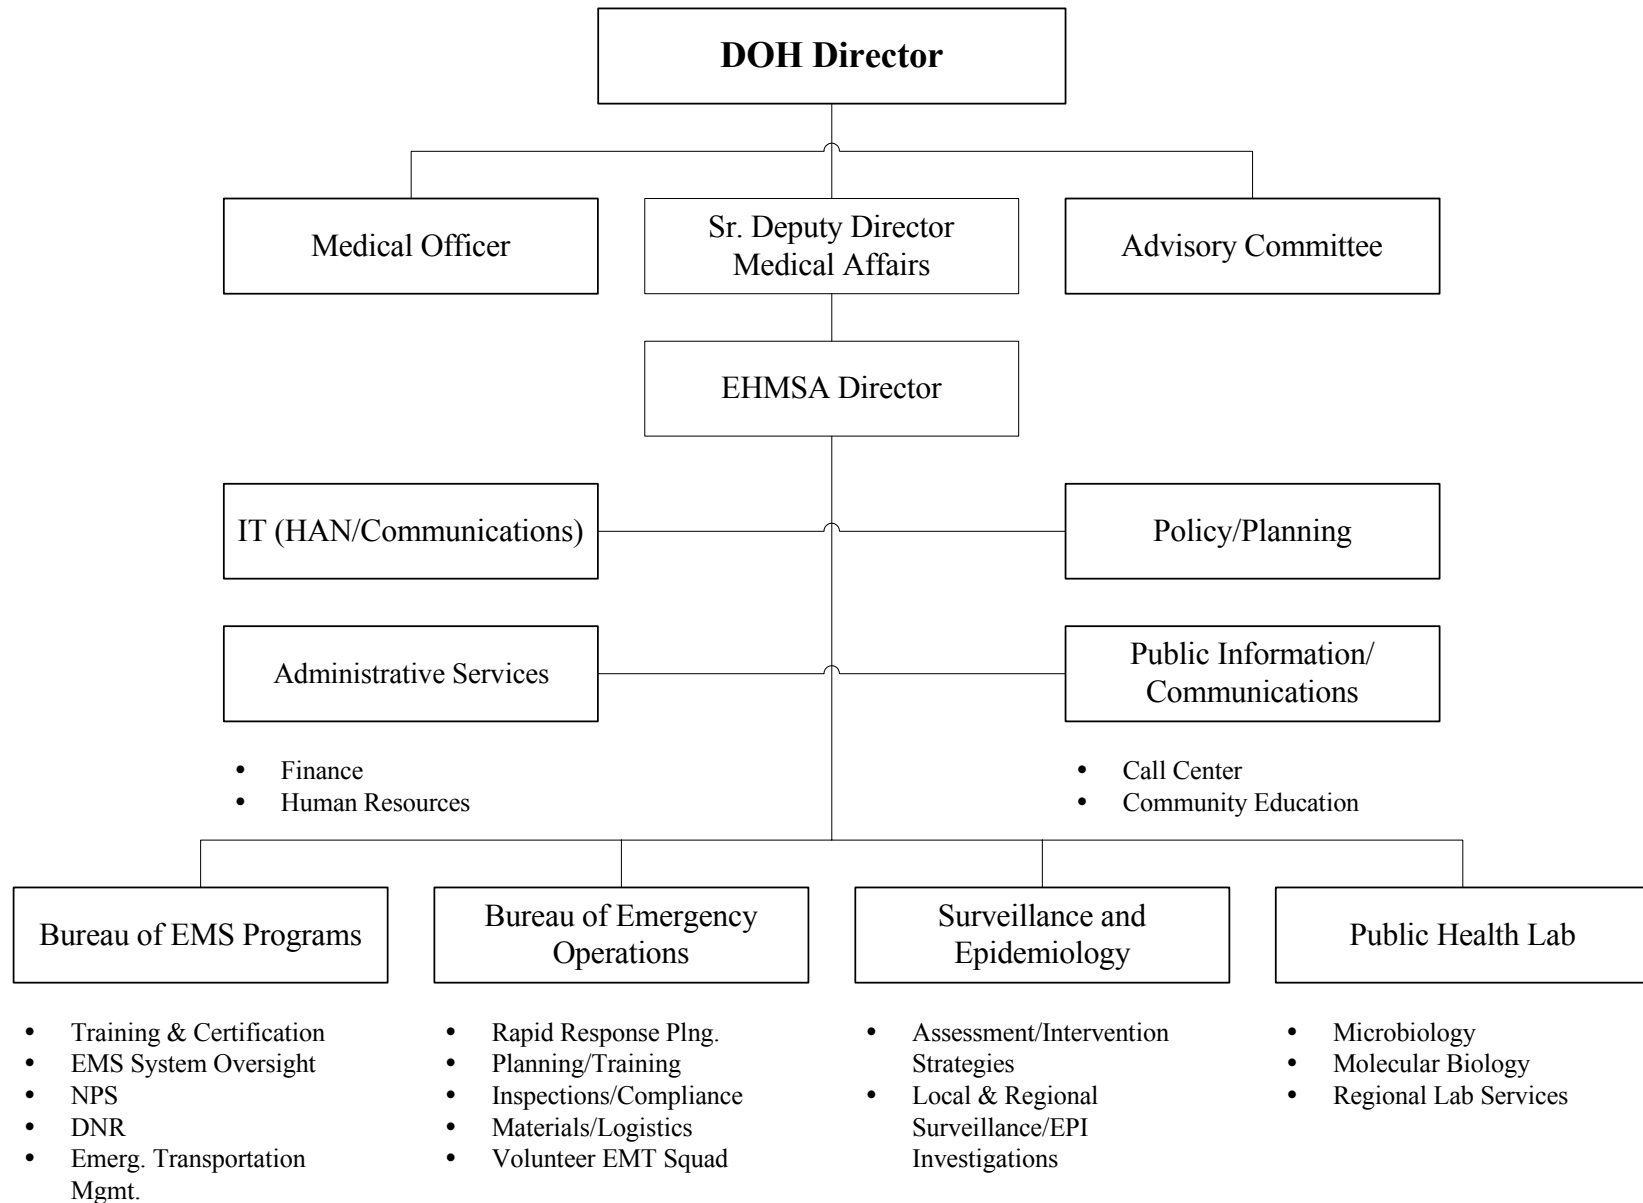 DOH Director
Medical Officer
Sr. Deputy Director
Medical Affairs
Advisory Committee
EHMSA Director
IT (HAN/Communications)
Policy/Planning
Administrative Services
Public Information/
Communications
• Finance
• Human Resources
• Call Center
• Community Education
Bureau of EMS Programs
Bureau of Emergency
Operations
Surveillance and
Epidemiology
Public Health Lab
• Training & Certification
• EMS System Oversight
• NPS
• DNR
• Emerg. Transportation
Mgmt.
• Rapid Response Plng.
• Planning/Training
• Inspections/Compliance
• Materials/Logistics
• Volunteer EMT Squad
• Assessment/Intervention
Strategies
• Local & Regional
Surveillance/EPI
Investigations
• Microbiology
• Molecular Biology
• Regional Lab Services